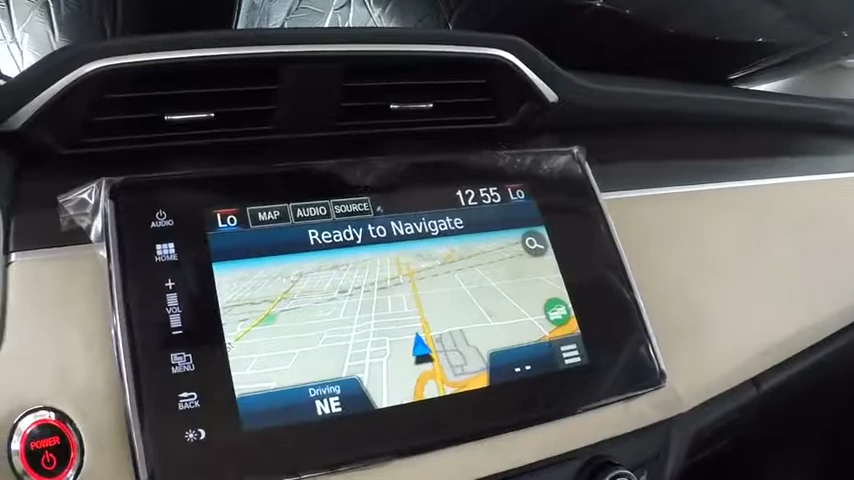 AUDIO
HOME
+
VOL
−
MENU
BACK
Lo MAP AUDIO SOURCE 12:55 Lo
Ready to Navigate
Driving
NE
POWER